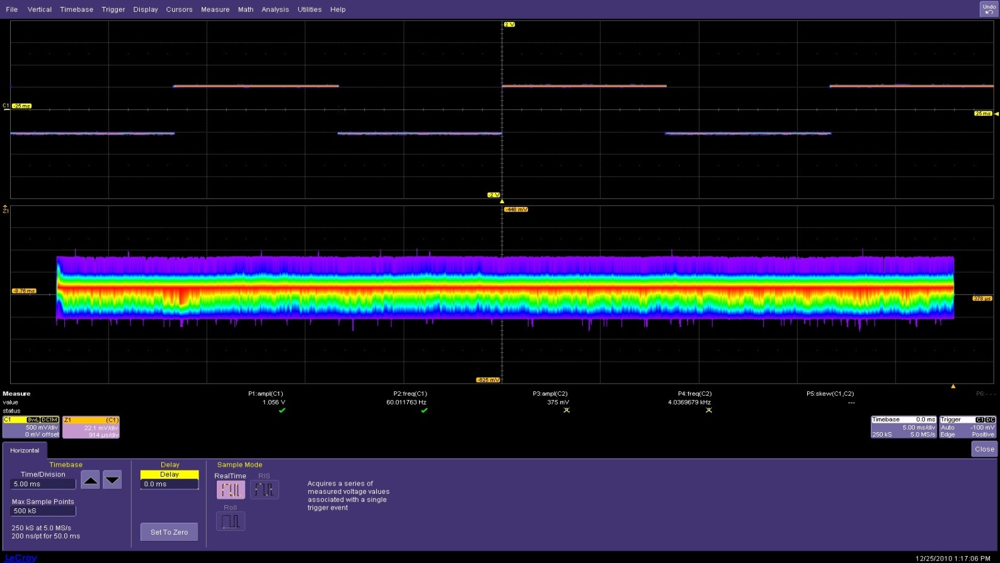 File Vertical Timebase Trigger Display Cursors Measure Math Analysis Utilities Help
Undo
2 V
C1
-25 ms
25 ms
-2 V
Z1
-448 mV
-8.76 ms
378 µs
-625 mV
Measure P1:ampl(C1) P2:freq(C1) P3:ampl(C2) P4:freq(C2) P5:skew(C1,C2) P6:- - -
value 1.056 V 60.011763 Hz 375 mV 4.0369679 kHz ---
status
C1 BwL DC1M
500 mV/div
0 mV offset
Z1 (C1)
22.1 mV/div
914 µs/div
Timebase 0.0 ms
5.00 ms/div
250 kS 5.0 MS/s
Trigger C1 DC
Auto -100 mV
Edge Positive
Horizontal
Close
Timebase
Time/Division
5.00 ms
Max Sample Points
500 kS
250 kS at 5.0 MS/s
200 ns/pt for 50.0 ms
Delay
Delay
0.0 ms
Set To Zero
Sample Mode
RealTime RIS
Roll
Acquires a series of
measured voltage values
associated with a single
trigger event
LeCroy
12/25/2010 1:17:06 PM